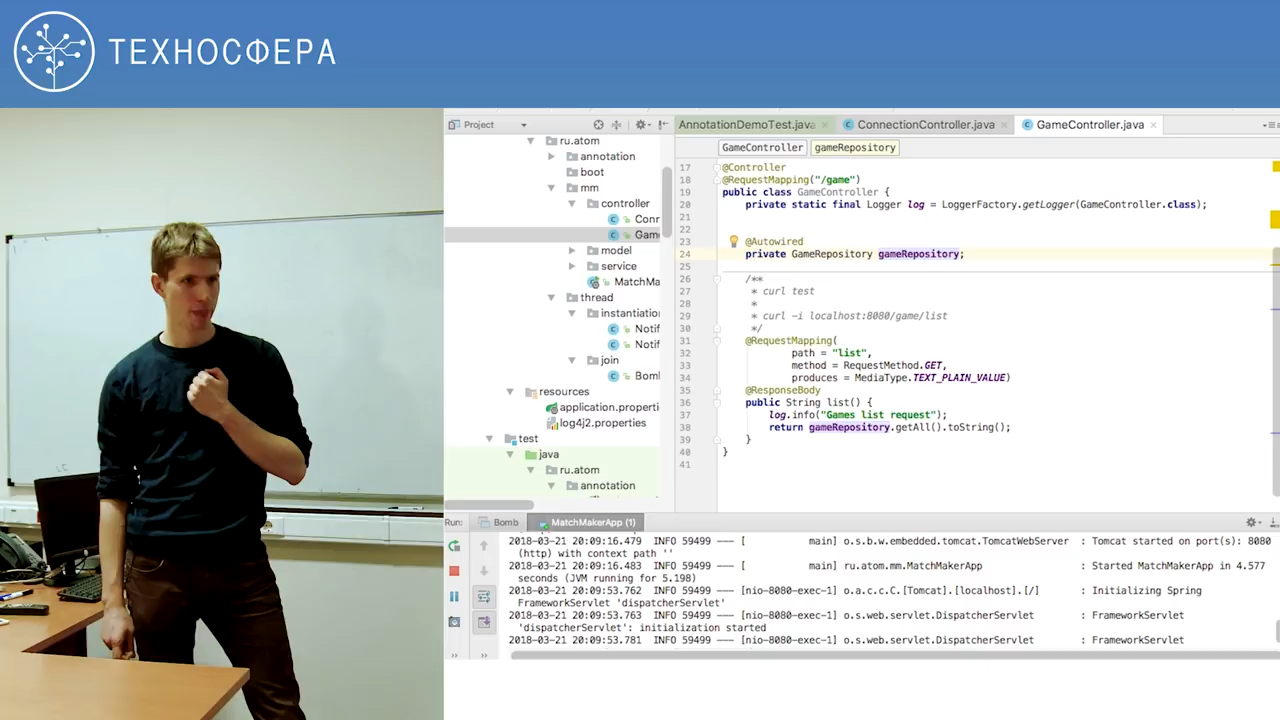 ТЕХНОСФЕРА
Project
AnnotationDemoTest.java
ConnectionController.java
GameController.java
ru.atom
annotation
boot
mm
controller
Conn
Gam
model
service
MatchMa
thread
instantiatio
Notif
Notif
join
Bomb
resources
application.properti
log4j2.properties
test
java
ru.atom
annotation
GameController
gameRepository
17 @Controller
18 @RequestMapping("/game")
19 public class GameController {
20 private static final Logger log = LoggerFactory.getLogger(GameController.class);
21
22
23 @Autowired
24 private GameRepository gameRepository;
25
26 /**
27 * curl test
28 *
29 * curl -i localhost:8080/game/list
30 */
31 @RequestMapping(
32 path = "list",
33 method = RequestMethod.GET,
34 produces = MediaType.TEXT_PLAIN_VALUE)
35 @ResponseBody
36 public String list() {
37 log.info("Games list request");
38 return gameRepository.getAll().toString();
39 }
40 }
41
Run:
Bomb
MatchMakerApp (1)
2018-03-21 20:09:16.479 INFO 59499 --- [ main] o.s.b.w.embedded.tomcat.TomcatWebServer : Tomcat started on port(s): 8080
(http) with context path ''
2018-03-21 20:09:16.483 INFO 59499 --- [ main] ru.atom.mm.MatchMakerApp : Started MatchMakerApp in 4.577
seconds (JVM running for 5.198)
2018-03-21 20:09:53.762 INFO 59499 --- [nio-8080-exec-1] o.a.c.c.C.[Tomcat].[localhost].[/] : Initializing Spring
FrameworkServlet 'dispatcherServlet'
2018-03-21 20:09:53.763 INFO 59499 --- [nio-8080-exec-1] o.s.web.servlet.DispatcherServlet : FrameworkServlet
'dispatcherServlet': initialization started
2018-03-21 20:09:53.781 INFO 59499 --- [nio-8080-exec-1] o.s.web.servlet.DispatcherServlet : FrameworkServlet